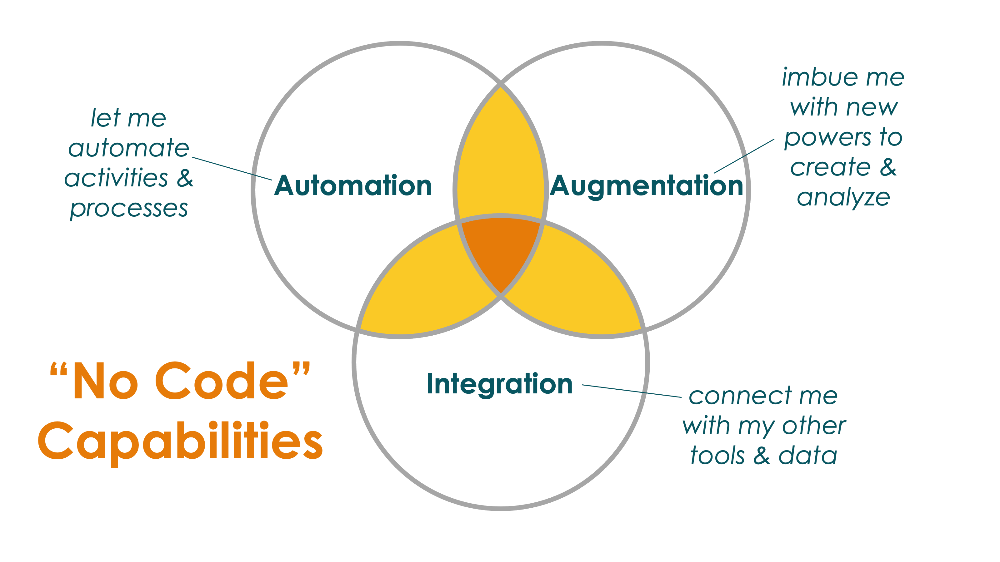 let me
automate
activities &
processes
Automation
Augmentation
imbue me
with new
powers to
create &
analyze
Integration
connect me
with my other
tools & data
“No Code”
Capabilities